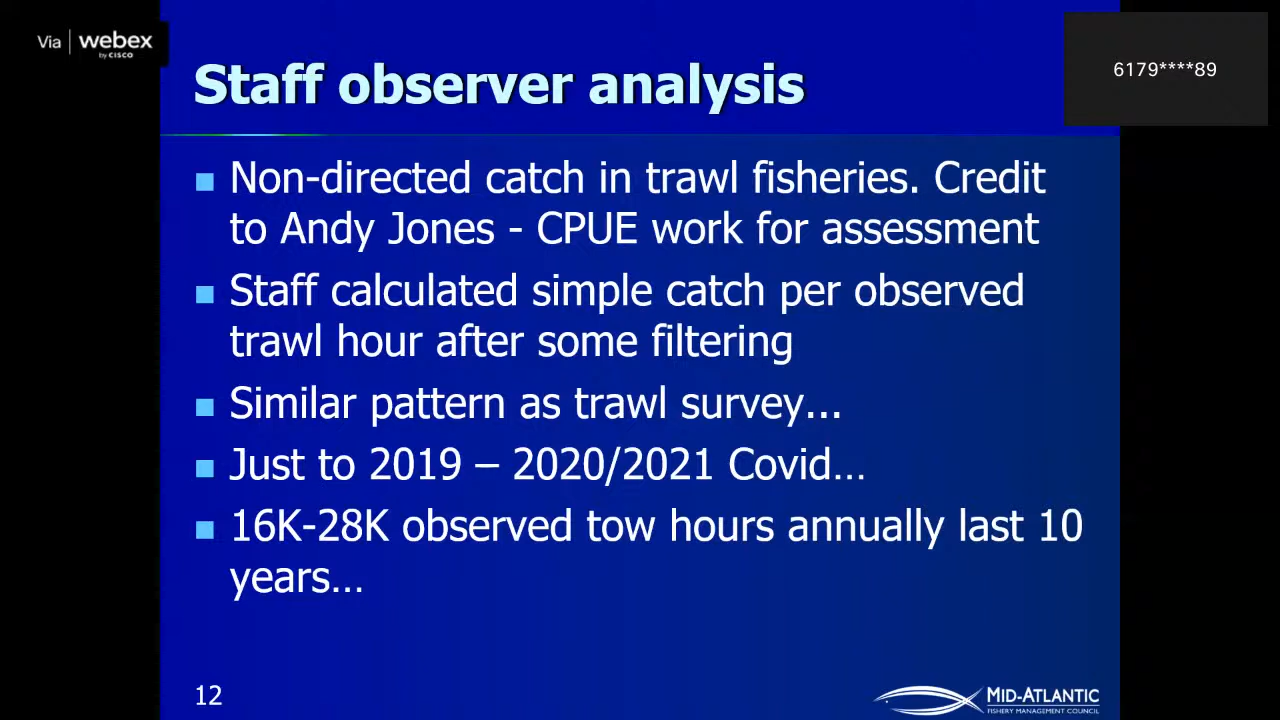 Via webex
by CISCO
6179****89
Staff observer analysis
Non-directed catch in trawl fisheries. Credit
to Andy Jones - CPUE work for assessment
Staff calculated simple catch per observed
trawl hour after some filtering
Similar pattern as trawl survey...
Just to 2019 – 2020/2021 Covid…
16K-28K observed tow hours annually last 10
years…
12
MID-ATLANTIC
FISHERY MANAGEMENT COUNCIL